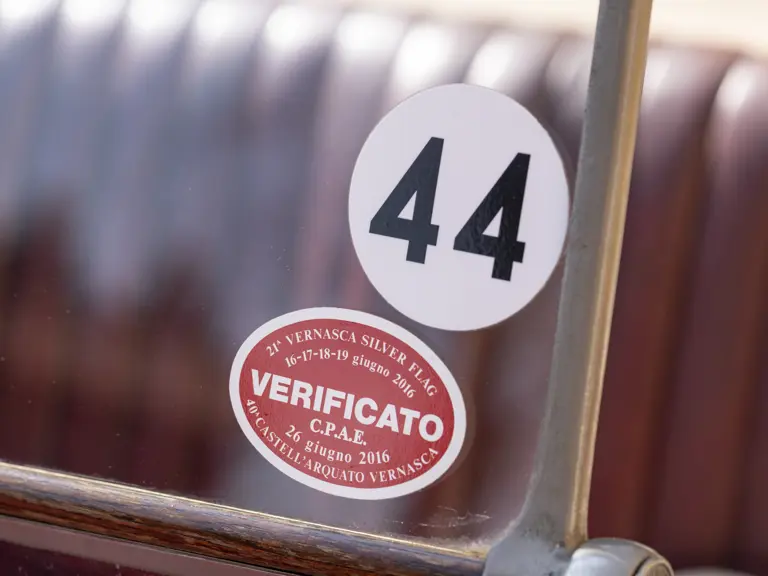 44
21ª VERNASCA SILVER FLAG
16-17-18-19 giugno 2016
VERIFICATO
C.P.A.E.
26 giugno 2016
40ª CASTELL'ARQUATO VERNASCA